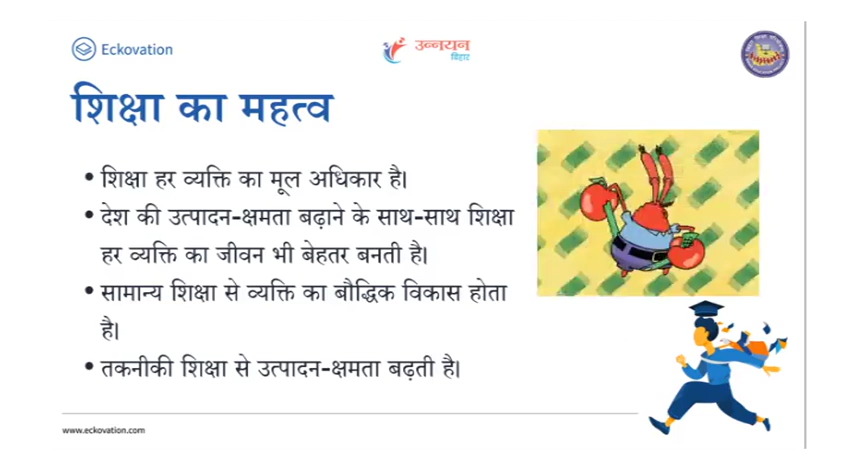 Eckovation
उन्नयन
बिहार
शिक्षा का महत्व
• शिक्षा हर व्यक्ति का मूल अधिकार है।
• देश की उत्पादन-क्षमता बढ़ाने के साथ-साथ शिक्षा
हर व्यक्ति का जीवन भी बेहतर बनती है।
• सामान्य शिक्षा से व्यक्ति का बौद्धिक विकास होता
है।
• तकनीकी शिक्षा से उत्पादन-क्षमता बढ़ती है।
www.eckovation.com